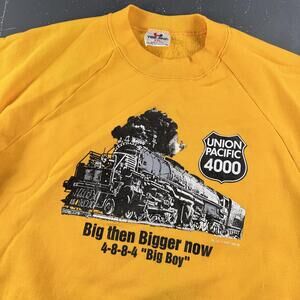 UNION
PACIFIC
4000
Big then Bigger now
4-8-8-4 "Big Boy"